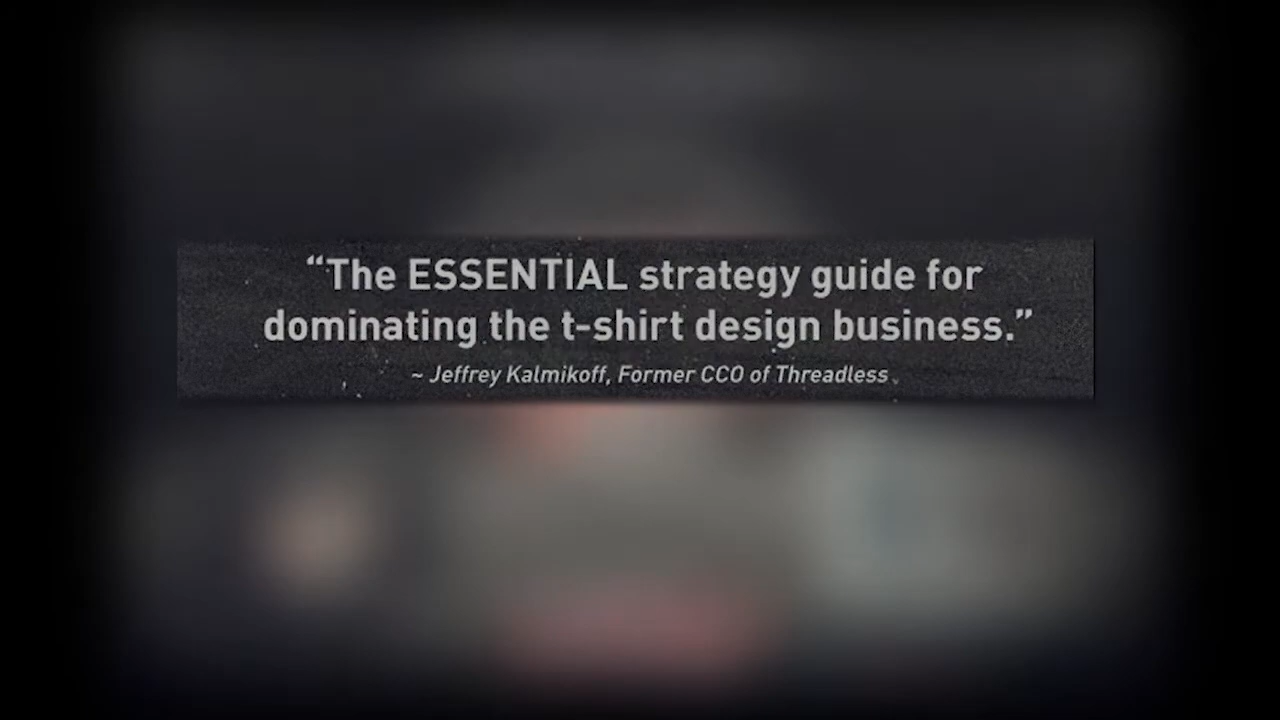 “The ESSENTIAL strategy guide for
dominating the t-shirt design business.”
~ Jeffrey Kalmikoff, Former CCO of Threadless